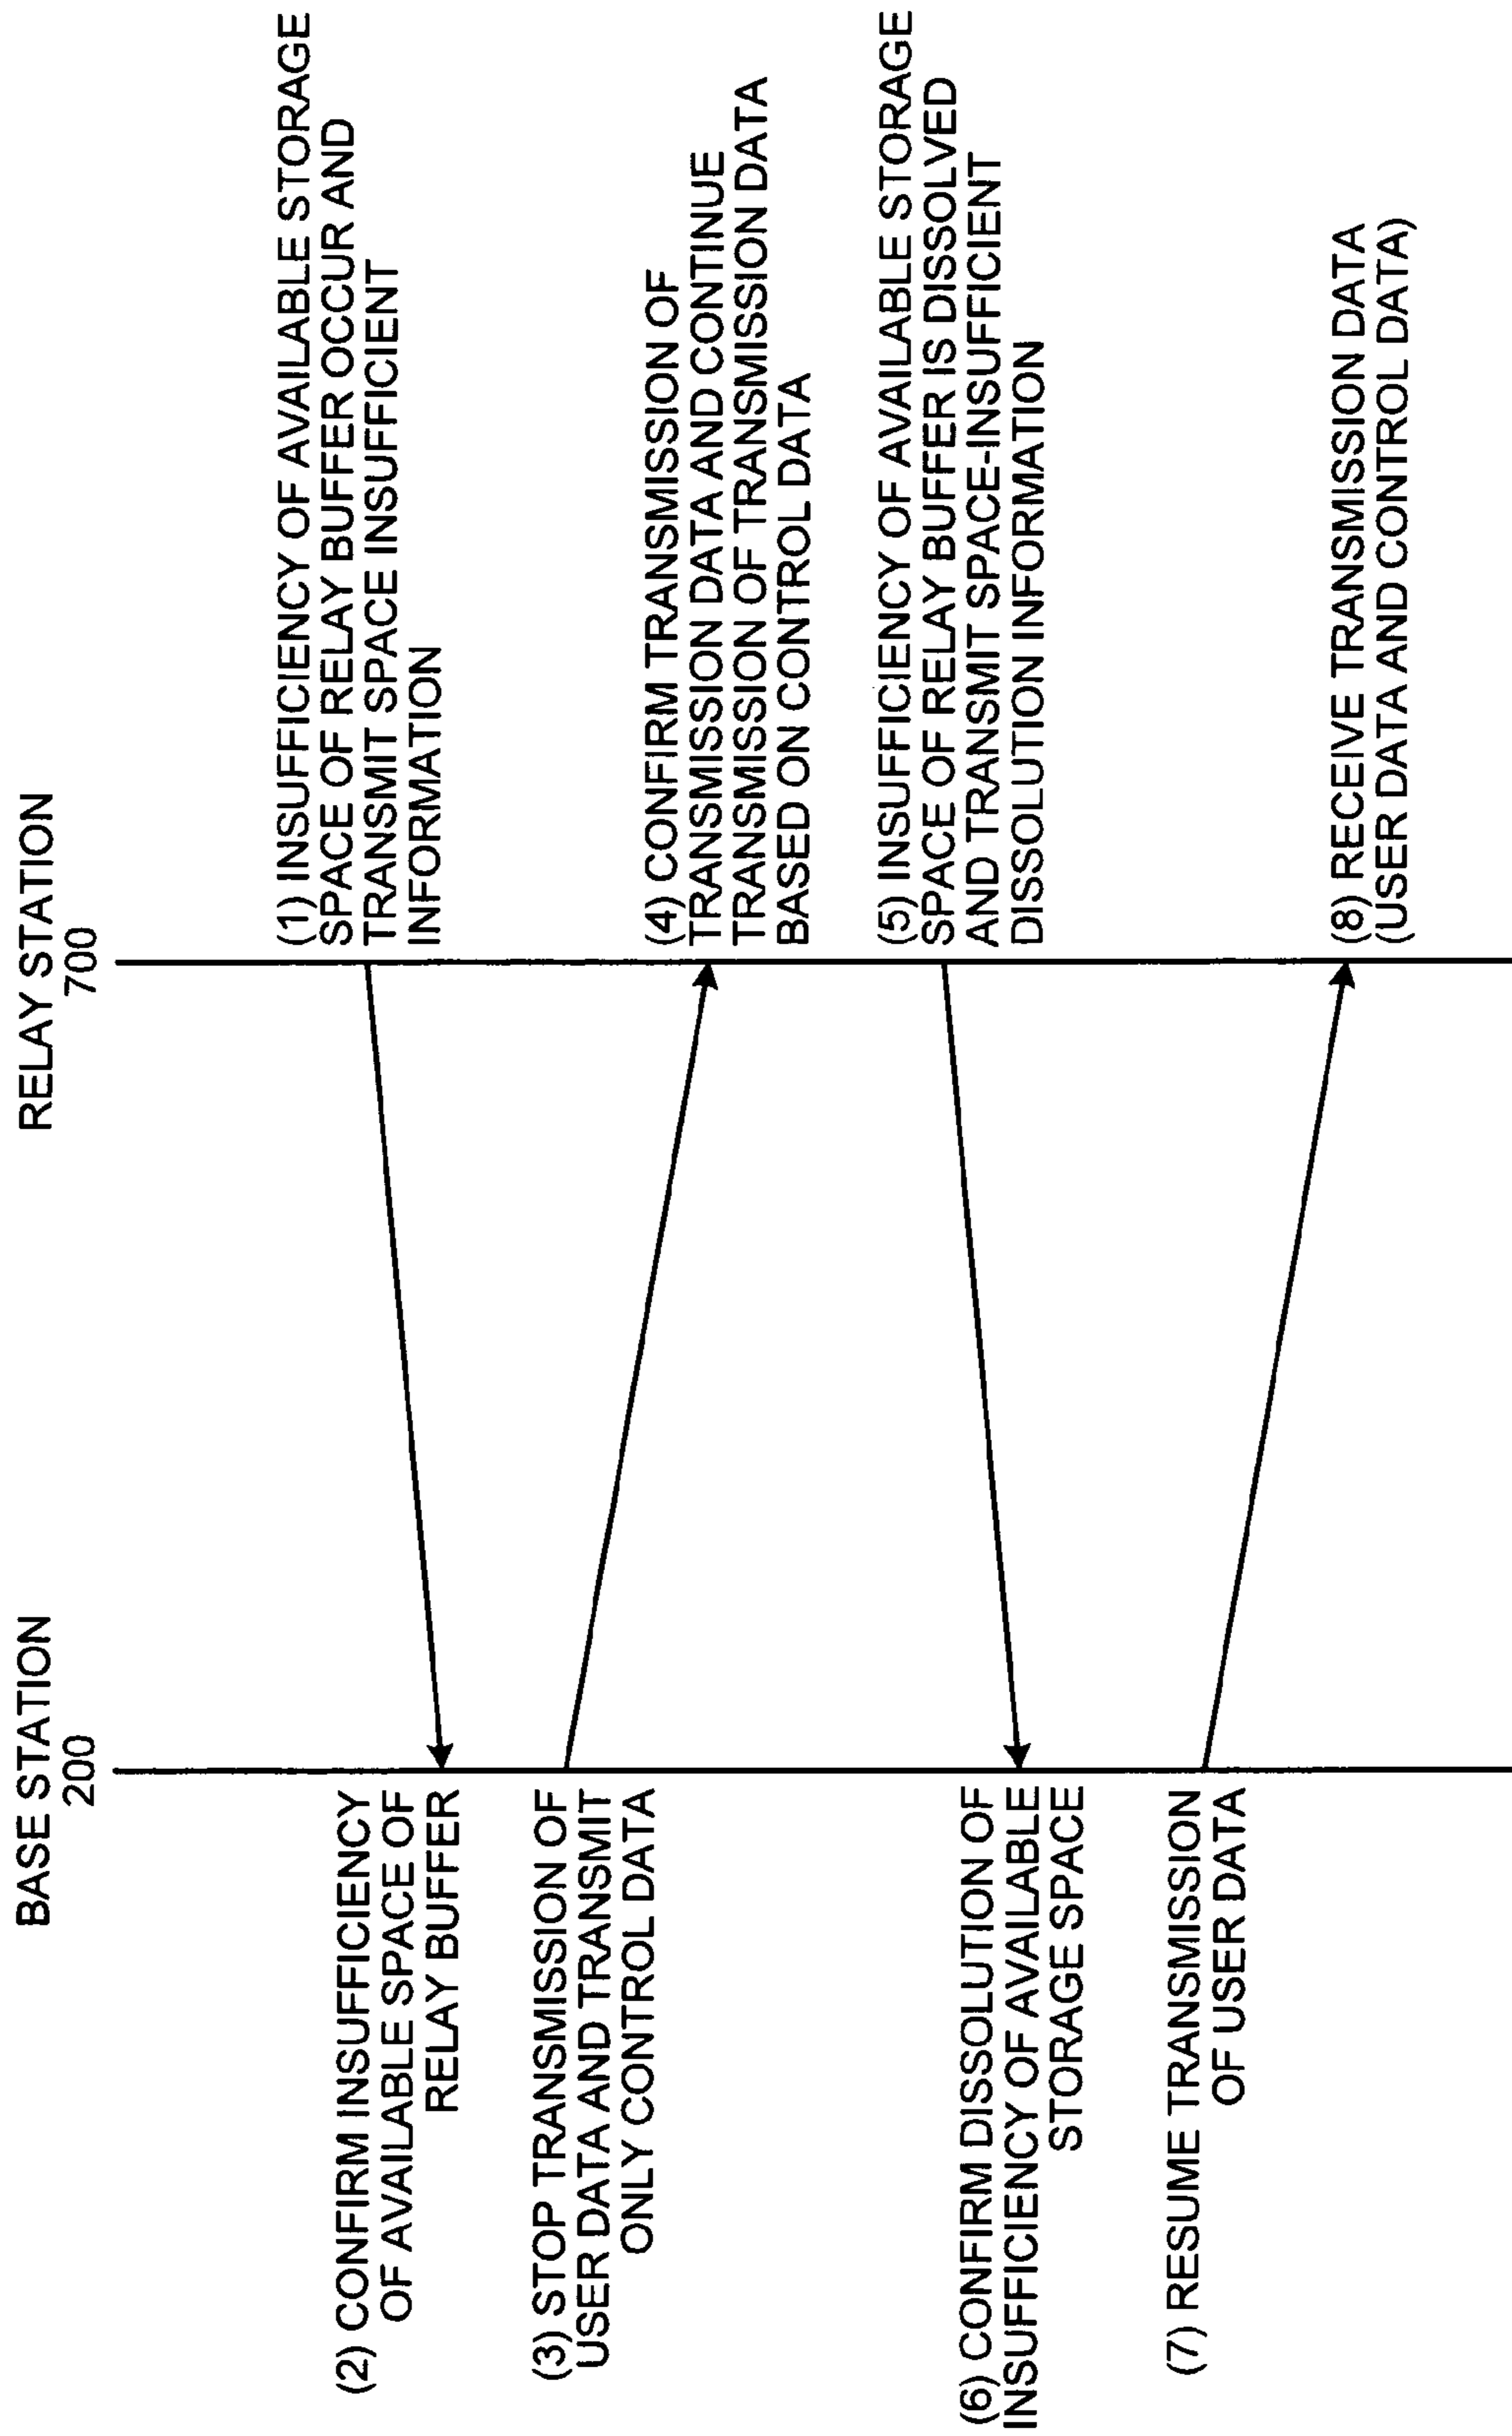 BASE STATION
200
RELAY STATION
700
(1) INSUFFICIENCY OF AVAILABLE STORAGE
SPACE OF RELAY BUFFER OCCUR AND
TRANSMIT SPACE INSUFFICIENT
INFORMATION
(2) CONFIRM INSUFFICIENCY
OF AVAILABLE SPACE OF
RELAY BUFFER
(3) STOP TRANSMISSION OF
USER DATA AND TRANSMIT
ONLY CONTROL DATA
(4) CONFIRM TRANSMISSION OF
TRANSMISSION DATA AND CONTINUE
TRANSMISSION OF TRANSMISSION DATA
BASED ON CONTROL DATA
(5) INSUFFICIENCY OF AVAILABLE STORAGE
SPACE OF RELAY BUFFER IS DISSOLVED
AND TRANSMIT SPACE-INSUFFICIENT
DISSOLUTION INFORMATION
(6) CONFIRM DISSOLUTION OF
INSUFFICIENCY OF AVAILABLE
STORAGE SPACE
(7) RESUME TRANSMISSION
OF USER DATA
(8) RECEIVE TRANSMISSION DATA
(USER DATA AND CONTROL DATA)